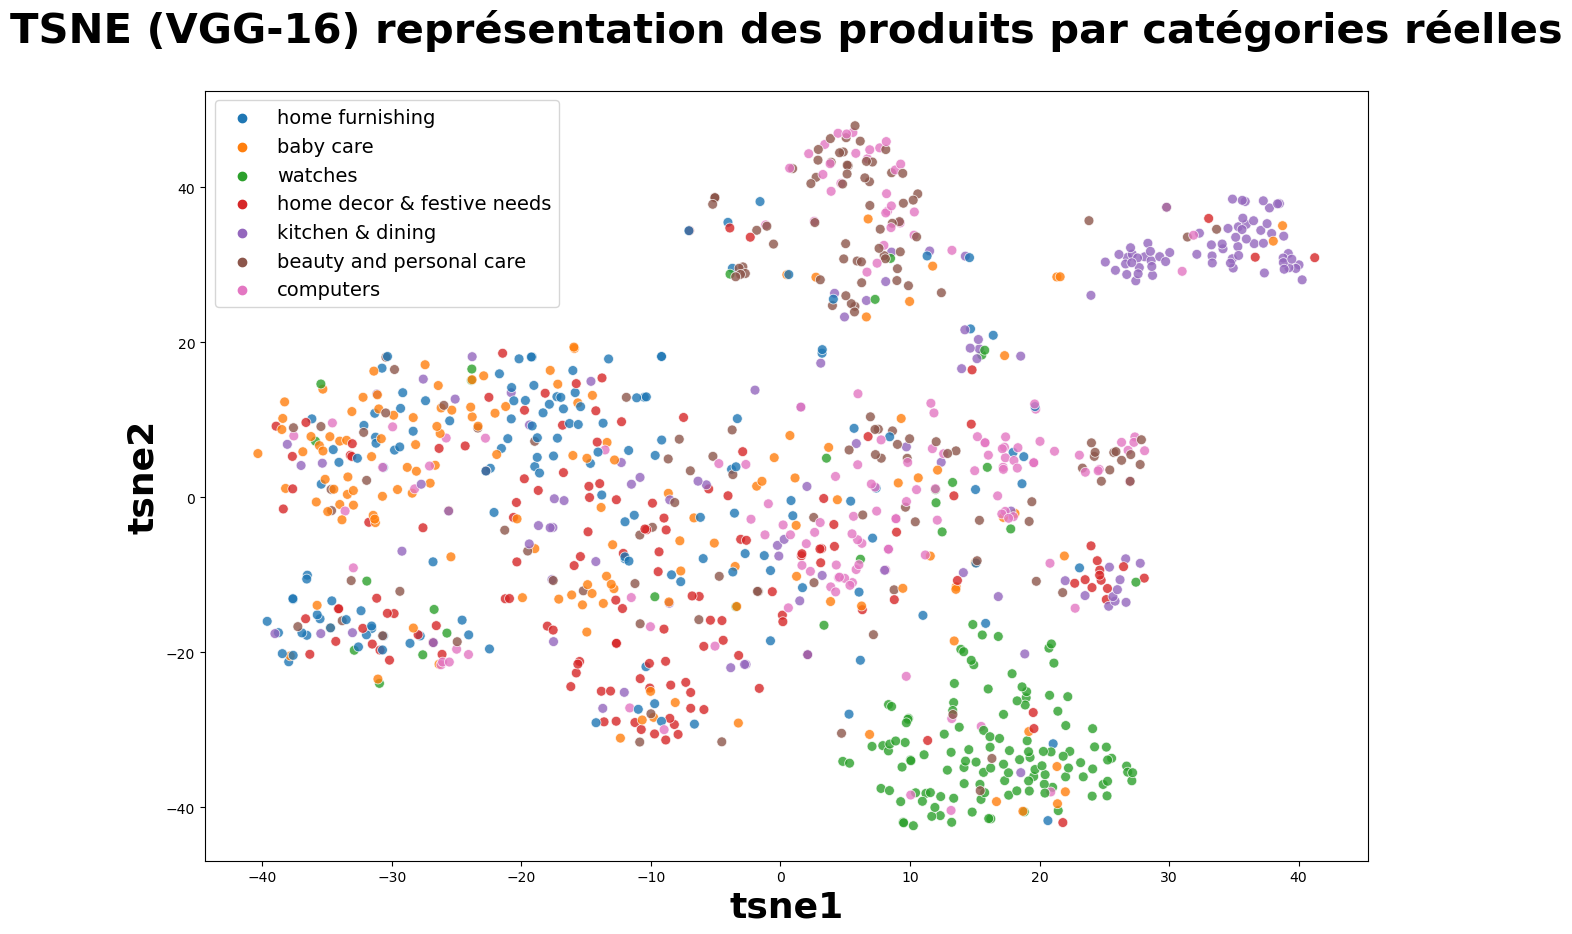 TSNE (VGG-16) représentation des produits par catégories réelles
home furnishing
baby care
watches
home decor & festive needs
kitchen & dining
beauty and personal care
computers
tsne2
40
20
0
−20
−40
−40
−30
−20
−10
0
10
20
30
40
tsne1